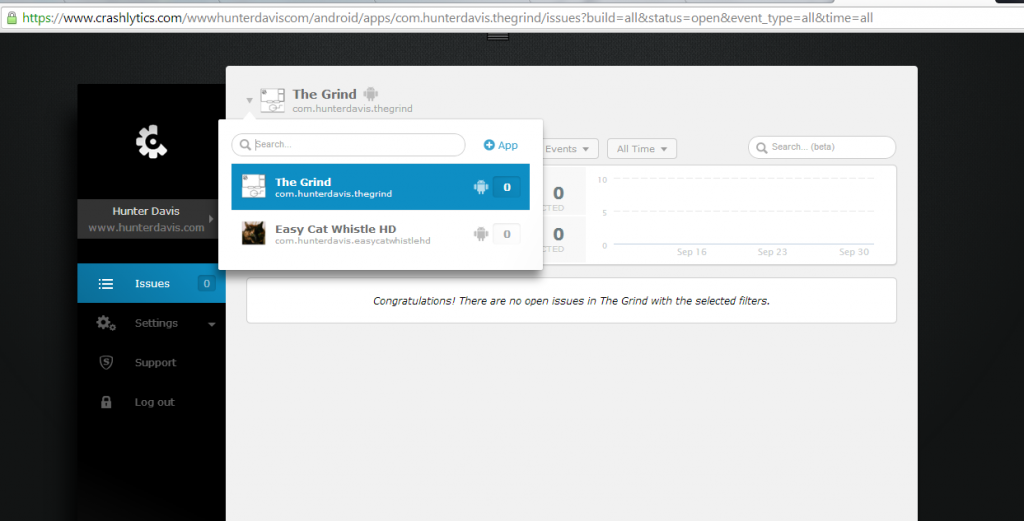 https://www.crashlytics.com/wwwhunterdaviscom/android/apps/com.hunterdavis.thegrind/issues?build=all&status=open&event_type=all&time=all
The Grind
com.hunterdavis.thegrind
Search...
App
The Grind
com.hunterdavis.thegrind
0
Easy Cat Whistle HD
com.hunterdavis.easycatwhistlehd
0
Events
All Time
Search... (beta)
0
CTED
0
CTED
10
5
0
Sep 16
Sep 23
Sep 30
Congratulations! There are no open issues in The Grind with the selected filters.
Hunter Davis
www.hunterdavis.com
Issues
0
Settings
Support
Log out